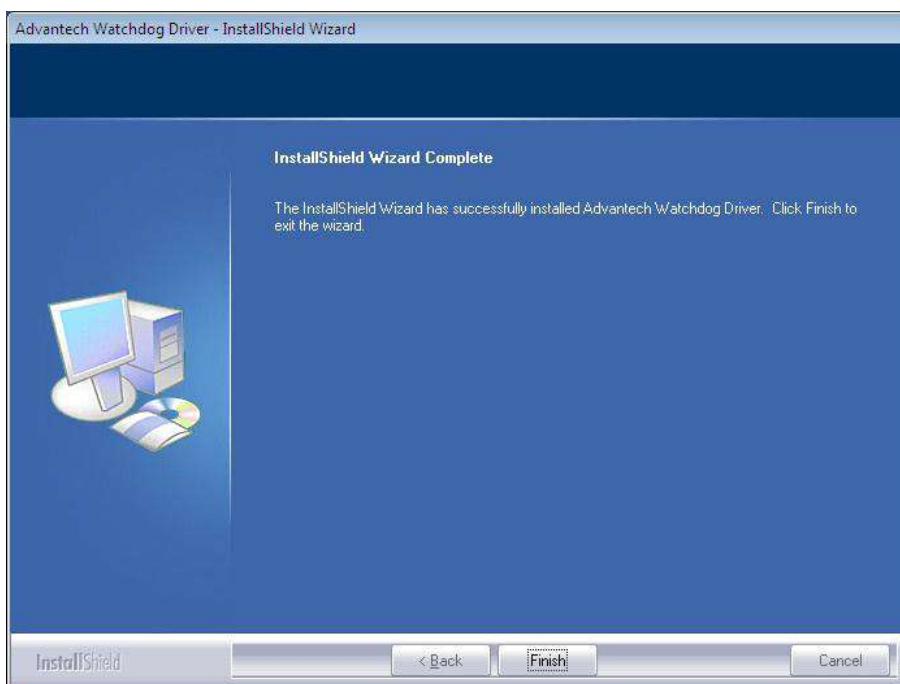 Advantech Watchdog Driver - InstallShield Wizard
InstallShield Wizard Complete
The InstallShield Wizard has successfully installed Advantech Watchdog Driver. Click Finish to
exit the wizard.
InstallShield
< Back
Finish
Cancel